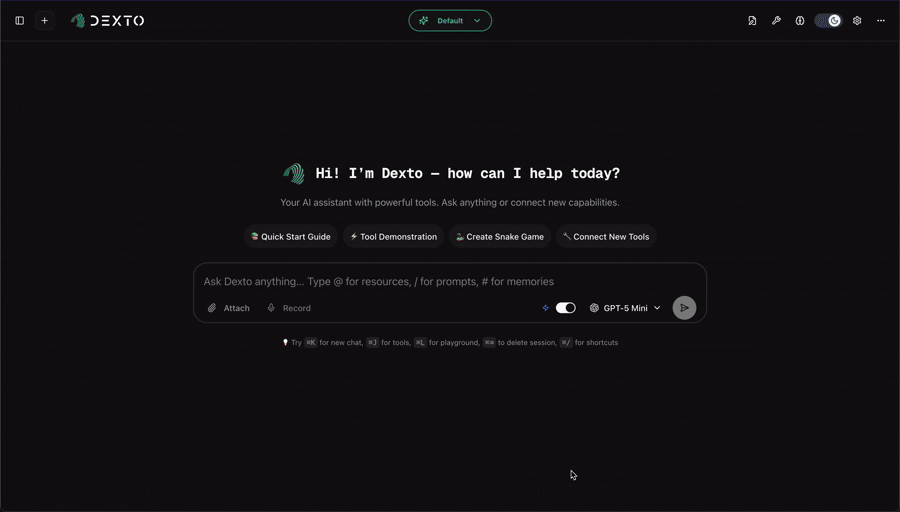 DEXTO
Default
Hi! I'm Dexto — how can I help today?
Your AI assistant with powerful tools. Ask anything or connect new capabilities.
📚 Quick Start Guide ⚡ Tool Demonstration 🐍 Create Snake Game 🔧 Connect New Tools
Ask Dexto anything... Type @ for resources, / for prompts, # for memories
Attach Record GPT-5 Mini
💡 Try ⌘K for new chat, ⌘J for tools, ⌘L for playground, to delete session, ⌘/ for shortcuts